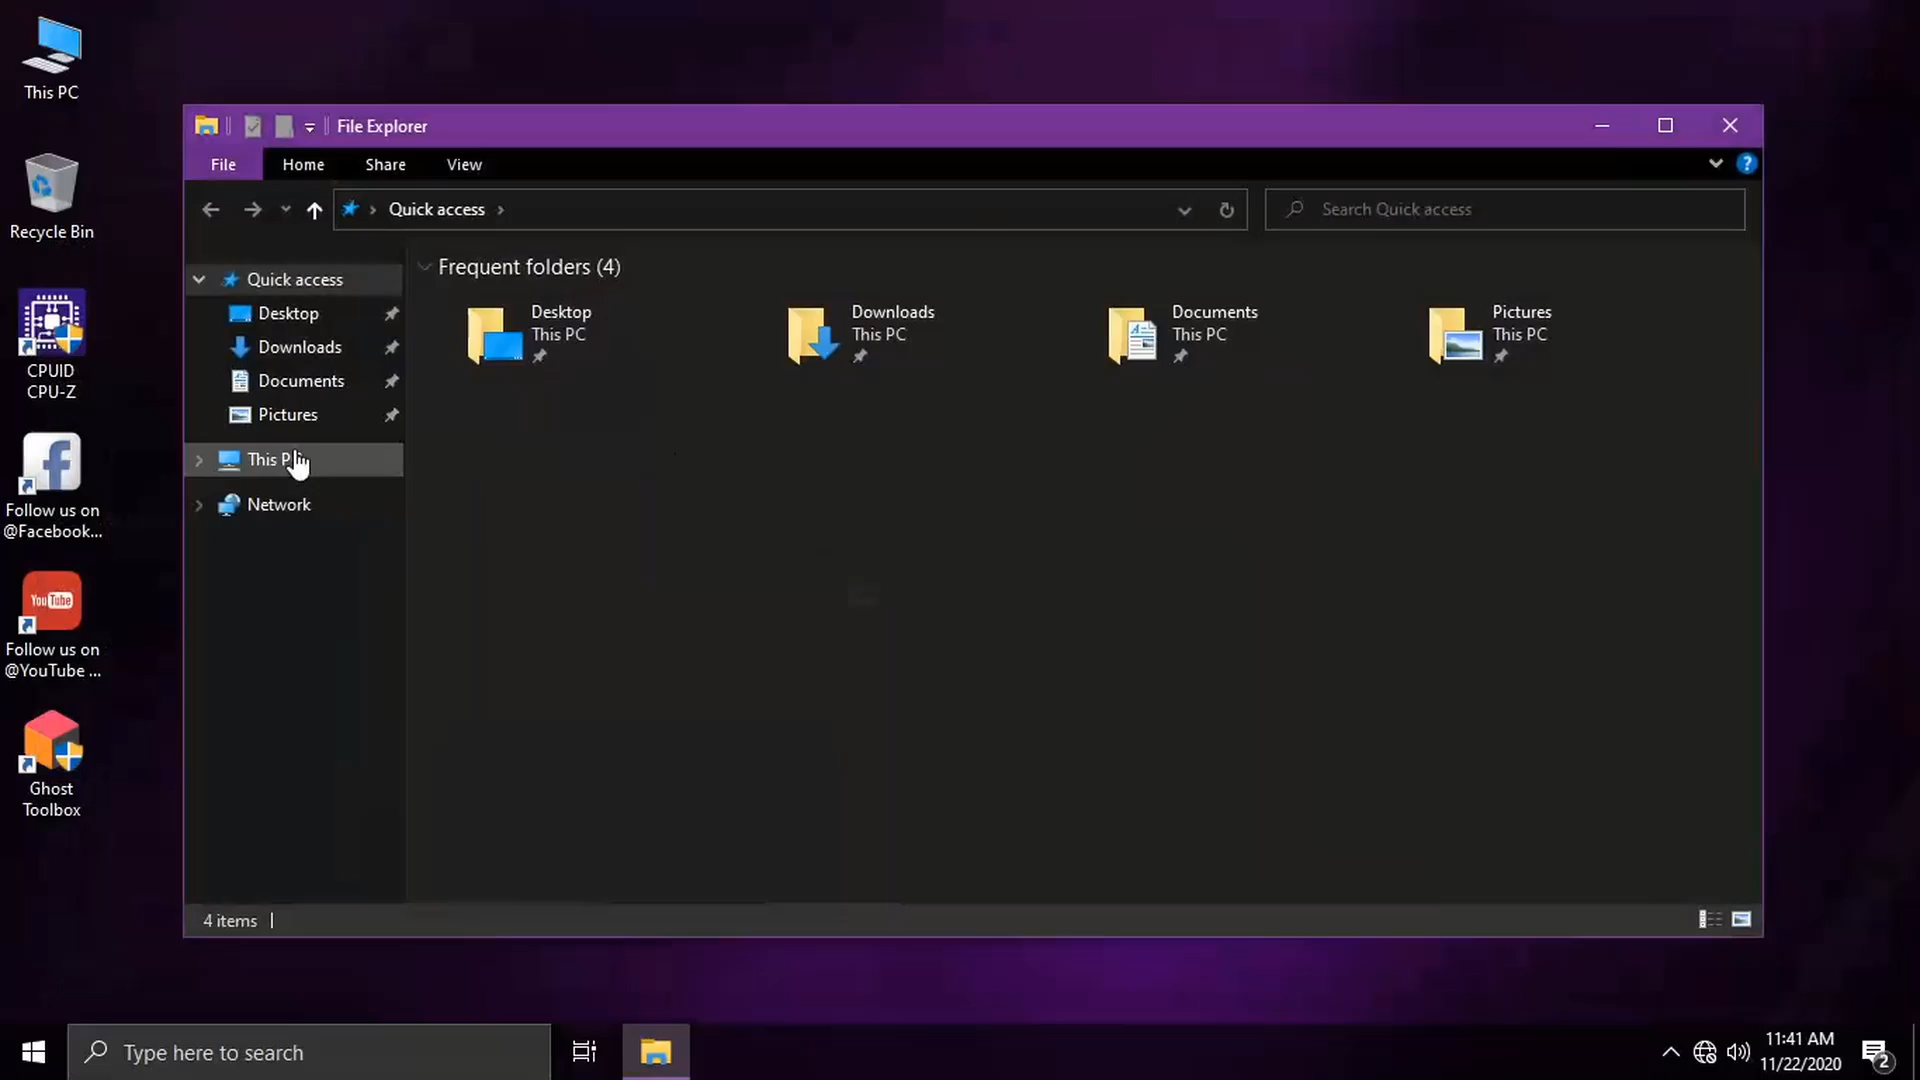 This PC
Recycle Bin
CPUID
CPU-Z
Follow us on
@Facebook...
YouTube
Follow us on
@YouTube ...
Ghost
Toolbox
File Explorer
File Home Share View
Quick access
Search Quick access
Quick access
Desktop
Downloads
Documents
Pictures
This
Network
Frequent folders (4)
Desktop
This PC
Downloads
This PC
Documents
This PC
Pictures
This PC
4 items
Type here to search
11:41 AM
11/22/2020
2